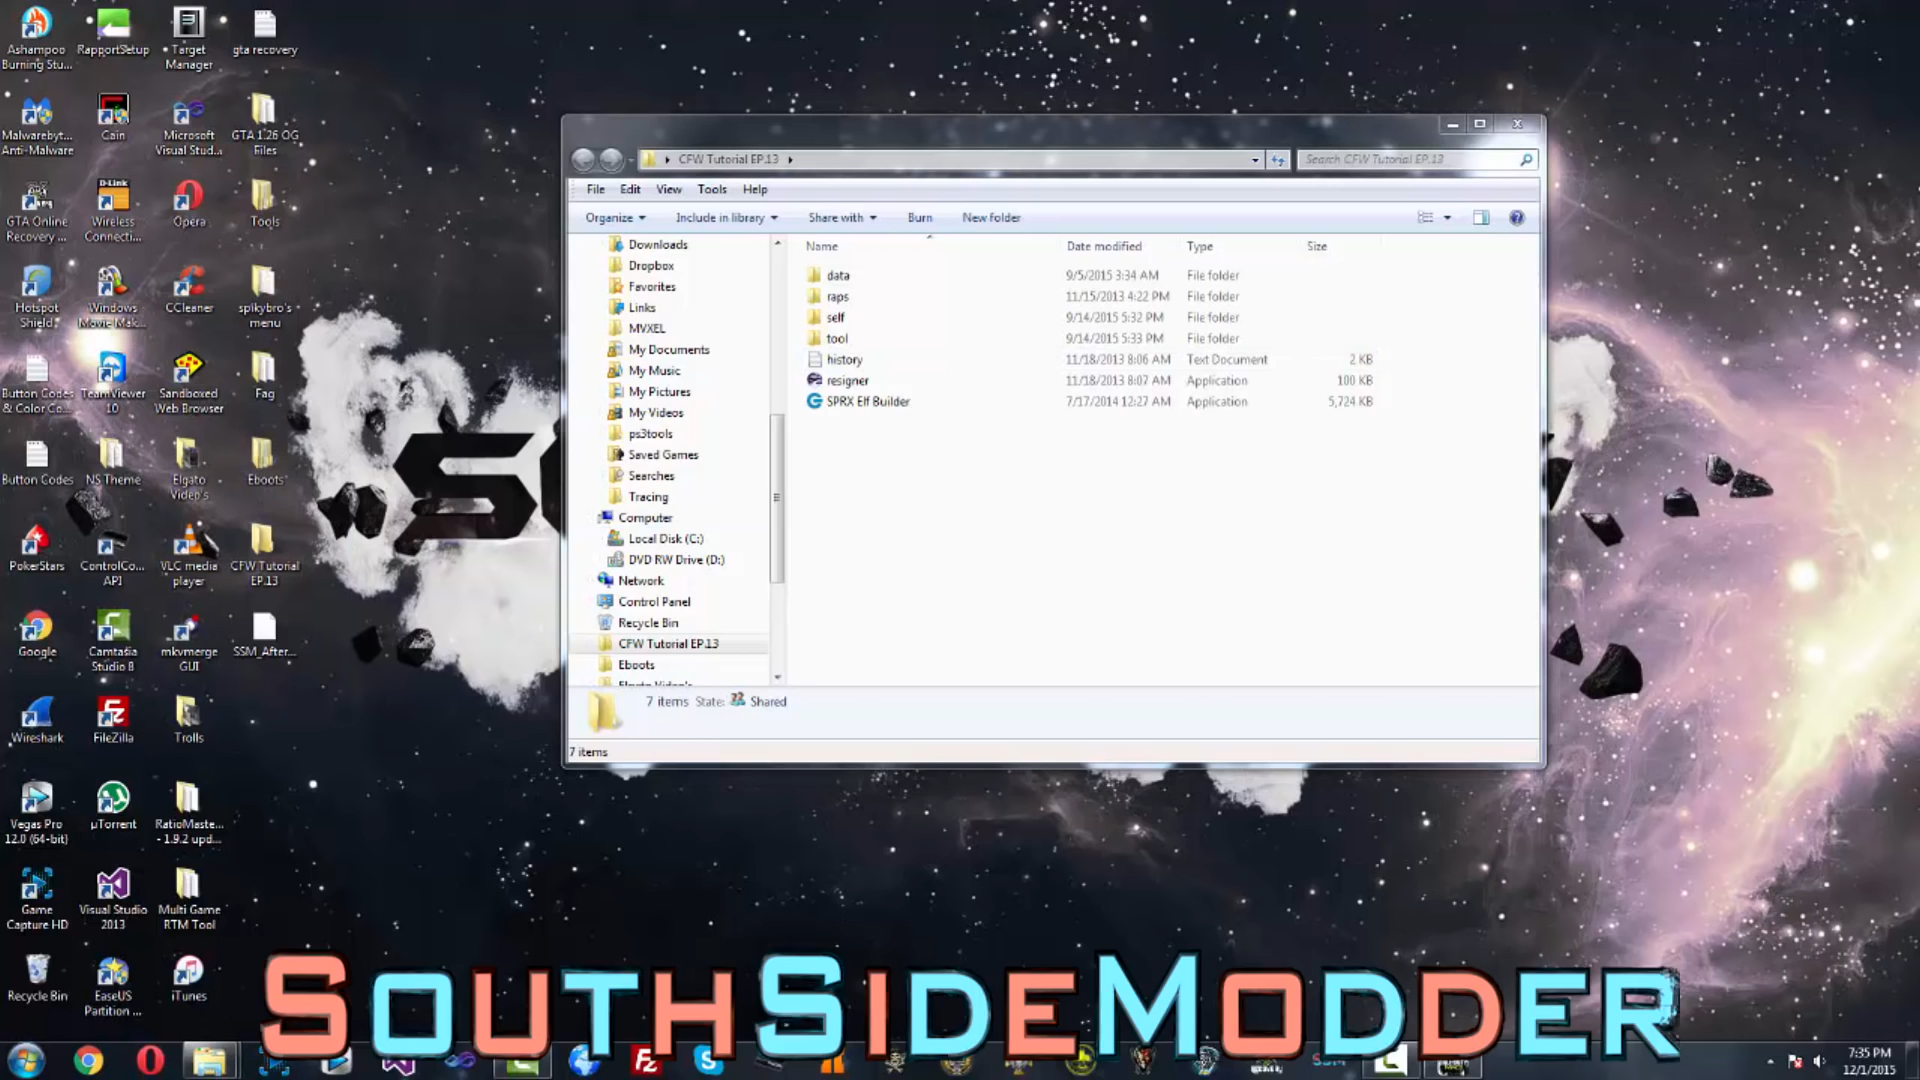 Ashampoo
Burning Stu...
RapportSetup
Target
Manager
gta recovery
Malwarebyt...
Anti-Malware
Cain
Microsoft
Visual Stud...
GTA 1.26 OG
Files
GTA Online
Recovery ...
D-Link
Wireless
Connecti...
Opera
Tools
Hotspot
Shield
Windows
Movie Mak...
CCleaner
spikybro's
menu
Button Codes
& Color Co...
TeamViewer
10
Sandboxed
Web Browser
Fag
Button Codes
NS Theme
Elgato
Video's
Eboots
PokerStars
ControlCo...
API
VLC media
player
CFW Tutorial
EP.13
Google
Camtasia
Studio 8
mkvmerge
GUI
SSM_After...
Wireshark
FileZilla
Trolls
Vegas Pro
12.0 (64-bit)
µTorrent
RatioMaste...
- 1.9.2 upd...
Game
Capture HD
Visual Studio
2013
Multi Game
RTM Tool
Recycle Bin
EaseUS
Partition ...
iTunes
CFW Tutorial EP.13
Search CFW Tutorial EP.13
File Edit View Tools Help
Organize Include in library Share with Burn New folder
Downloads
Dropbox
Favorites
Links
MVXEL
My Documents
My Music
My Pictures
My Videos
ps3tools
Saved Games
Searches
Tracing
Computer
Local Disk (C:)
DVD RW Drive (D:)
Network
Control Panel
Recycle Bin
CFW Tutorial EP.13
Eboots
Elgato Video's
Name Date modified Type Size
data 9/5/2015 3:34 AM File folder
raps 11/15/2013 4:22 PM File folder
self 9/14/2015 5:32 PM File folder
tool 9/14/2015 5:33 PM File folder
history 11/18/2013 8:06 AM Text Document 2 KB
resigner 11/18/2013 8:07 AM Application 100 KB
SPRX Elf Builder 7/17/2014 12:27 AM Application 5,724 KB
7 items State: Shared
7 items
SouthSideModder
7:35 PM
12/1/2015